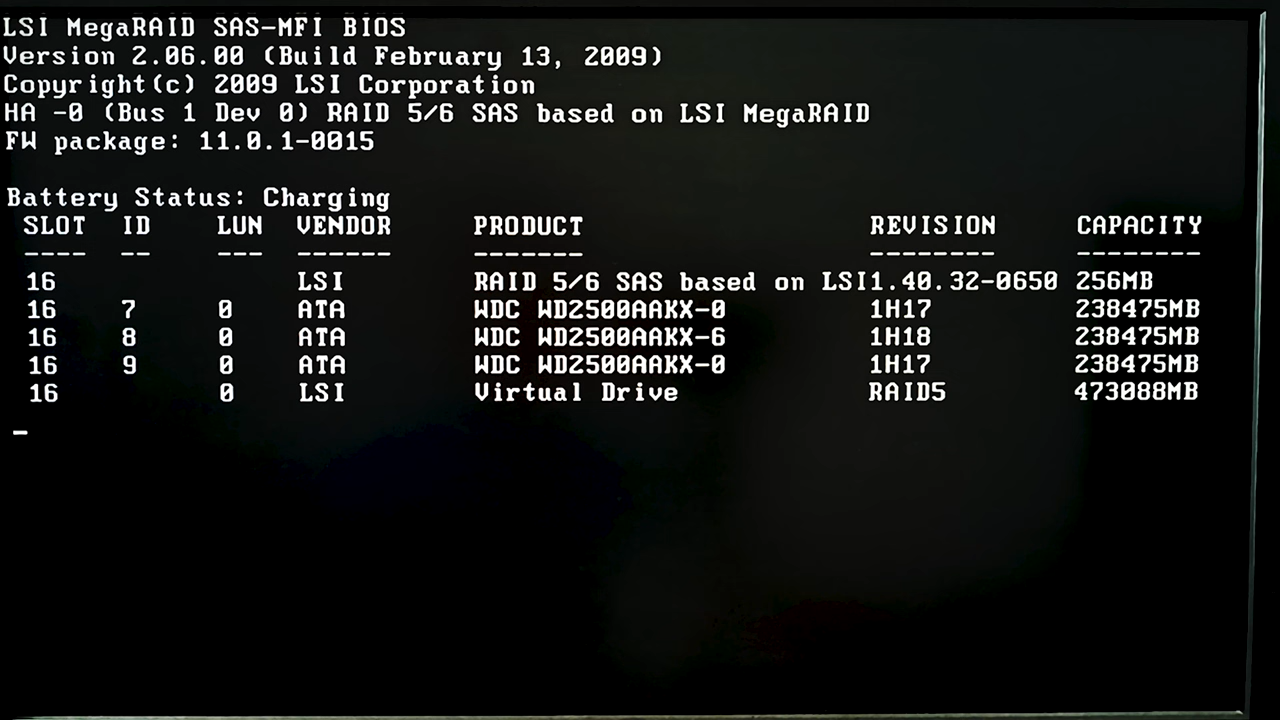 LSI MegaRAID SAS-MFI BIOS
Version 2.06.00 (Build February 13, 2009)
Copyright(c) 2009 LSI Corporation
HA -0 (Bus 1 Dev 0) RAID 5/6 SAS based on LSI MegaRAID
FW package: 11.0.1-0015
Battery Status: Charging
SLOT ID LUN VENDOR PRODUCT REVISION CAPACITY
---- -- --- ------ ------- -------- --------
16 LSI RAID 5/6 SAS based on LSI1.40.32-0650 256MB
16 7 0 ATA WDC WD2500AAKX-0 1H17 238475MB
16 8 0 ATA WDC WD2500AAKX-6 1H18 238475MB
16 9 0 ATA WDC WD2500AAKX-0 1H17 238475MB
16 0 LSI Virtual Drive RAID5 473088MB
_